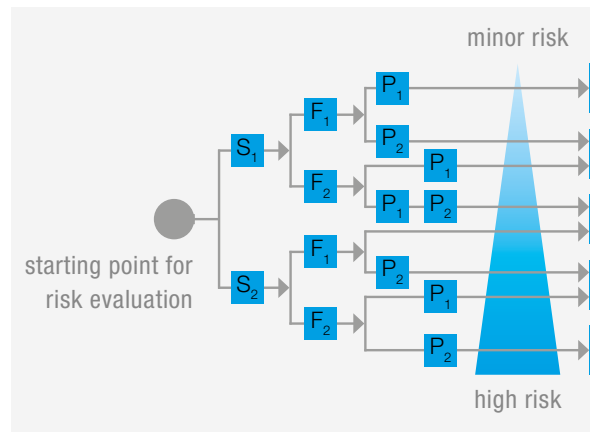 minor risk
P1
F1
P2
S1
P1
F2
P1 P2
starting point for
risk evaluation
F1
P2
S2
P1
F2
P2
high risk